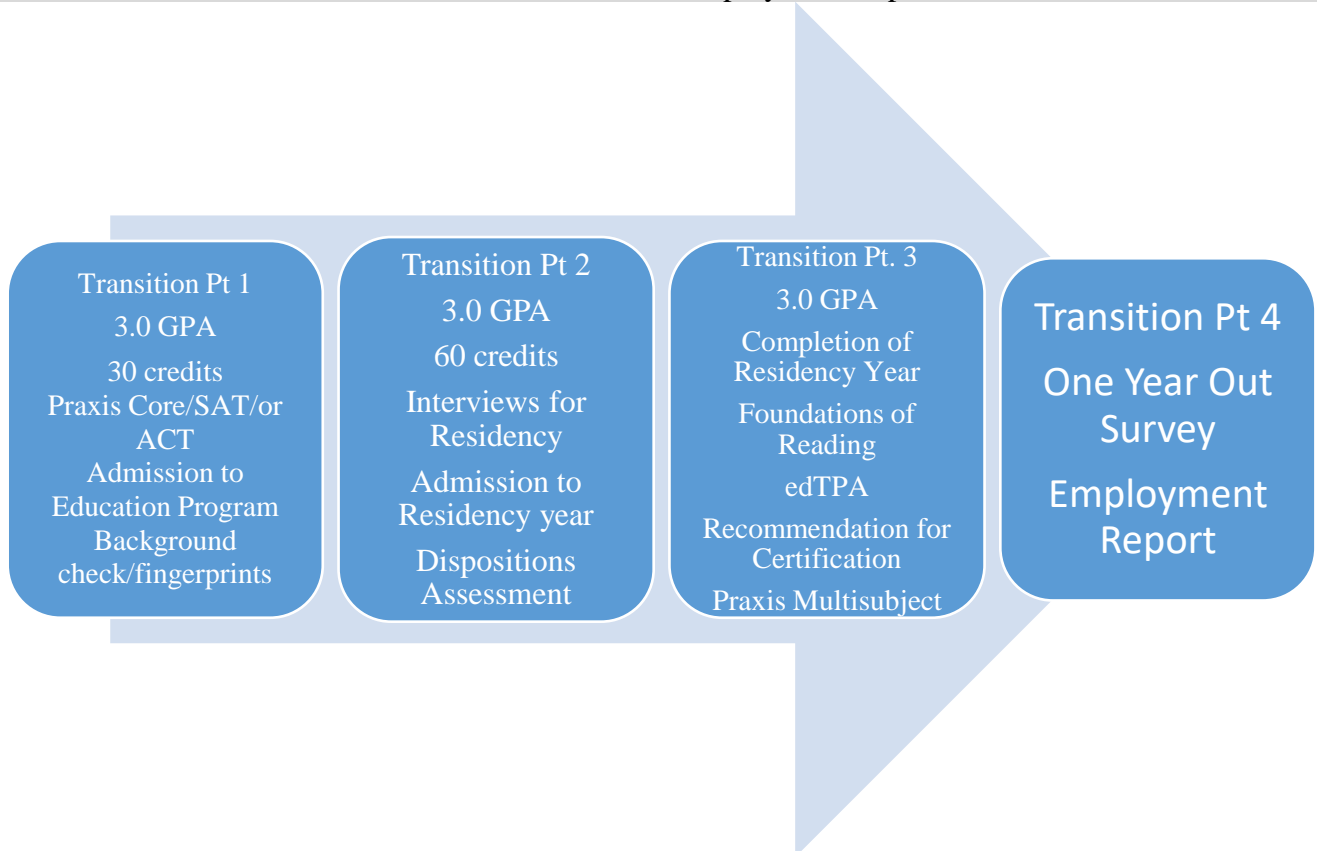 Transition Pt 1
3.0 GPA
30 credits
Praxis Core/SAT/or
ACT
Admission to
Education Program
Background
check/fingerprints
Transition Pt 2
3.0 GPA
60 credits
Interviews for
Residency
Admission to
Residency year
Dispositions
Assessment
Transition Pt. 3
3.0 GPA
Completion of
Residency Year
Foundations of
Reading
edTPA
Recommendation for
Certification
Praxis Multisubject
Transition Pt 4
One Year Out
Survey
Employment
Report